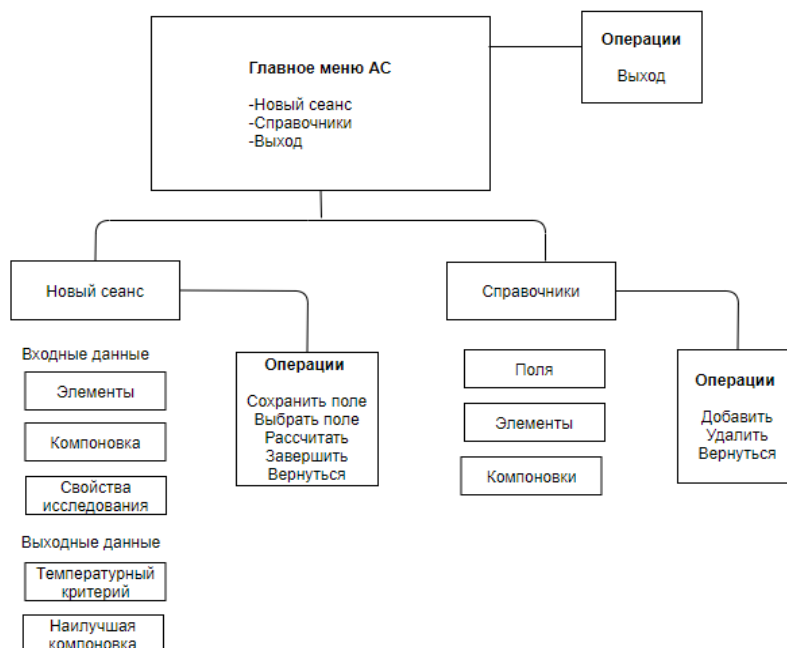 Главное меню АС
-Новый сеанс
-Справочники
-Выход
Операции
Выход
Новый сеанс
Входные данные
Элементы
Компоновка
Свойства
исследования
Выходные данные
Температурный
критерий
Наилучшая
компоновка
Операции
Сохранить поле
Выбрать поле
Рассчитать
Завершить
Вернуться
Справочники
Поля
Элементы
Компоновки
Операции
Добавить
Удалить
Вернуться